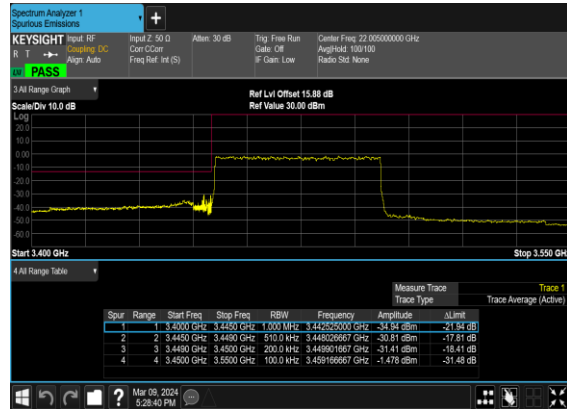 Spectrum Analyzer 1
Spurious Emissions
+
KEYSIGHT Input: RF Input Z: 50 Ω Atten: 30 dB Trig: Free Run Center Freq: 22.005000000 GHz
R T Coupling: DC Corr CCorr Gate: Off Avg|Hold: 100/100
Align: Auto Freq Ref: Int (S) IF Gain: Low Radio Std: None
PASS
3 All Range Graph
Ref Lvl Offset 15.88 dB
Scale/Div 10.0 dB Ref Value 30.00 dBm
Log
20.0
10.0
0.00
-10.0
-20.0
-30.0
-40.0
-50.0
-60.0
Start 3.400 GHz Stop 3.550 GHz
4 All Range Table
Measure Trace Trace 1
Trace Type Trace Average (Active)
Spur Range Start Freq Stop Freq RBW Frequency Amplitude ΔLimit
1 1 3.4000 GHz 3.4450 GHz 1.000 MHz 3.442525000 GHz -34.94 dBm -21.94 dB
2 2 3.4450 GHz 3.4490 GHz 510.0 kHz 3.448026667 GHz -30.81 dBm -17.81 dB
3 3 3.4490 GHz 3.4500 GHz 200.0 kHz 3.449901667 GHz -31.41 dBm -18.41 dB
4 4 3.4500 GHz 3.5500 GHz 100.0 kHz 3.459166667 GHz -1.478 dBm -31.48 dB
? Mar 09, 2024
5:28:40 PM